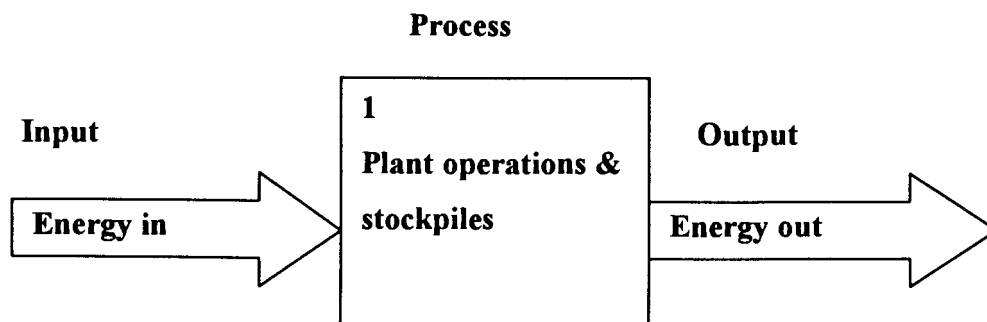 Process
Input
Energy in
1
Plant operations &
stockpiles
Output
Energy out